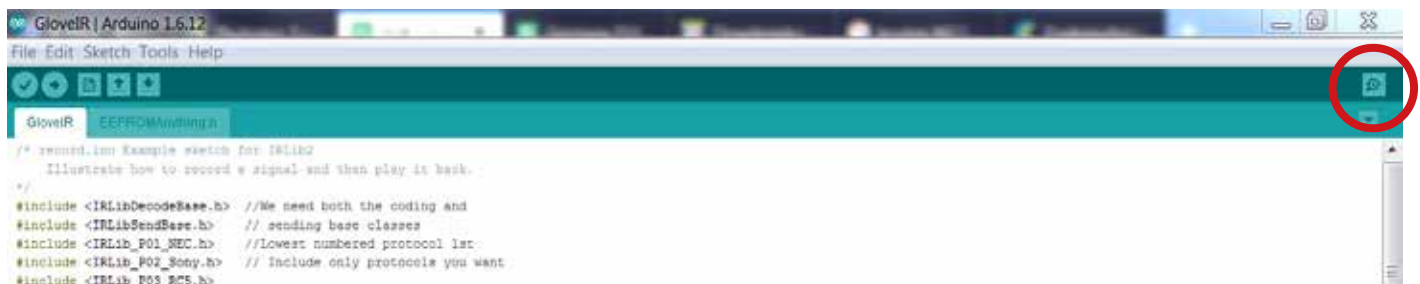 GloveIR | Arduino 1.6.12
File Edit Sketch Tools Help
GloveIR EEPROMAnything.h
/* record.ino Example sketch for IRLib2
Illustrate how to record a signal and then play it back.
*/
#include <IRLibDecodeBase.h> //We need both the coding and
#include <IRLibSendBase.h> // sending base classes
#include <IRLib_P01_NEC.h> //Lowest numbered protocol 1st
#include <IRLib_P02_Sony.h> // Include only protocols you want
#include <IRLib_P03_RC5.h>